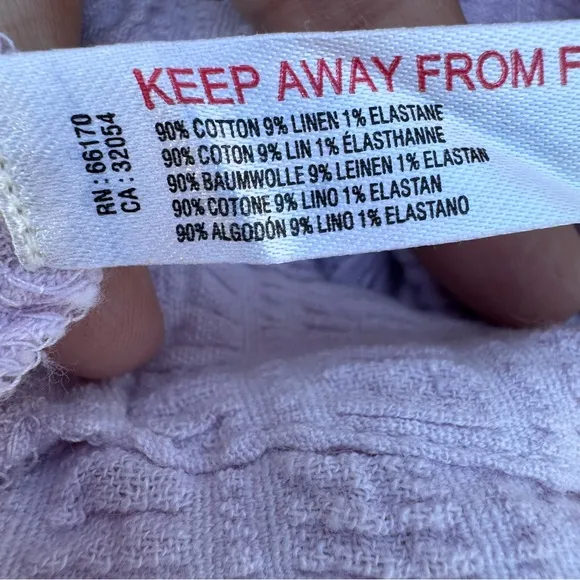 KEEP AWAY FROM F
RN : 66170
CA : 32054
90% COTTON 9% LINEN 1% ELASTANE
90% COTON 9% LIN 1% ÉLASTHANNE
90% BAUMWOLLE 9% LEINEN 1% ELASTAN
90% COTONE 9% LINO 1% ELASTAN
90% ALGODÓN 9% LINO 1% ELASTANO